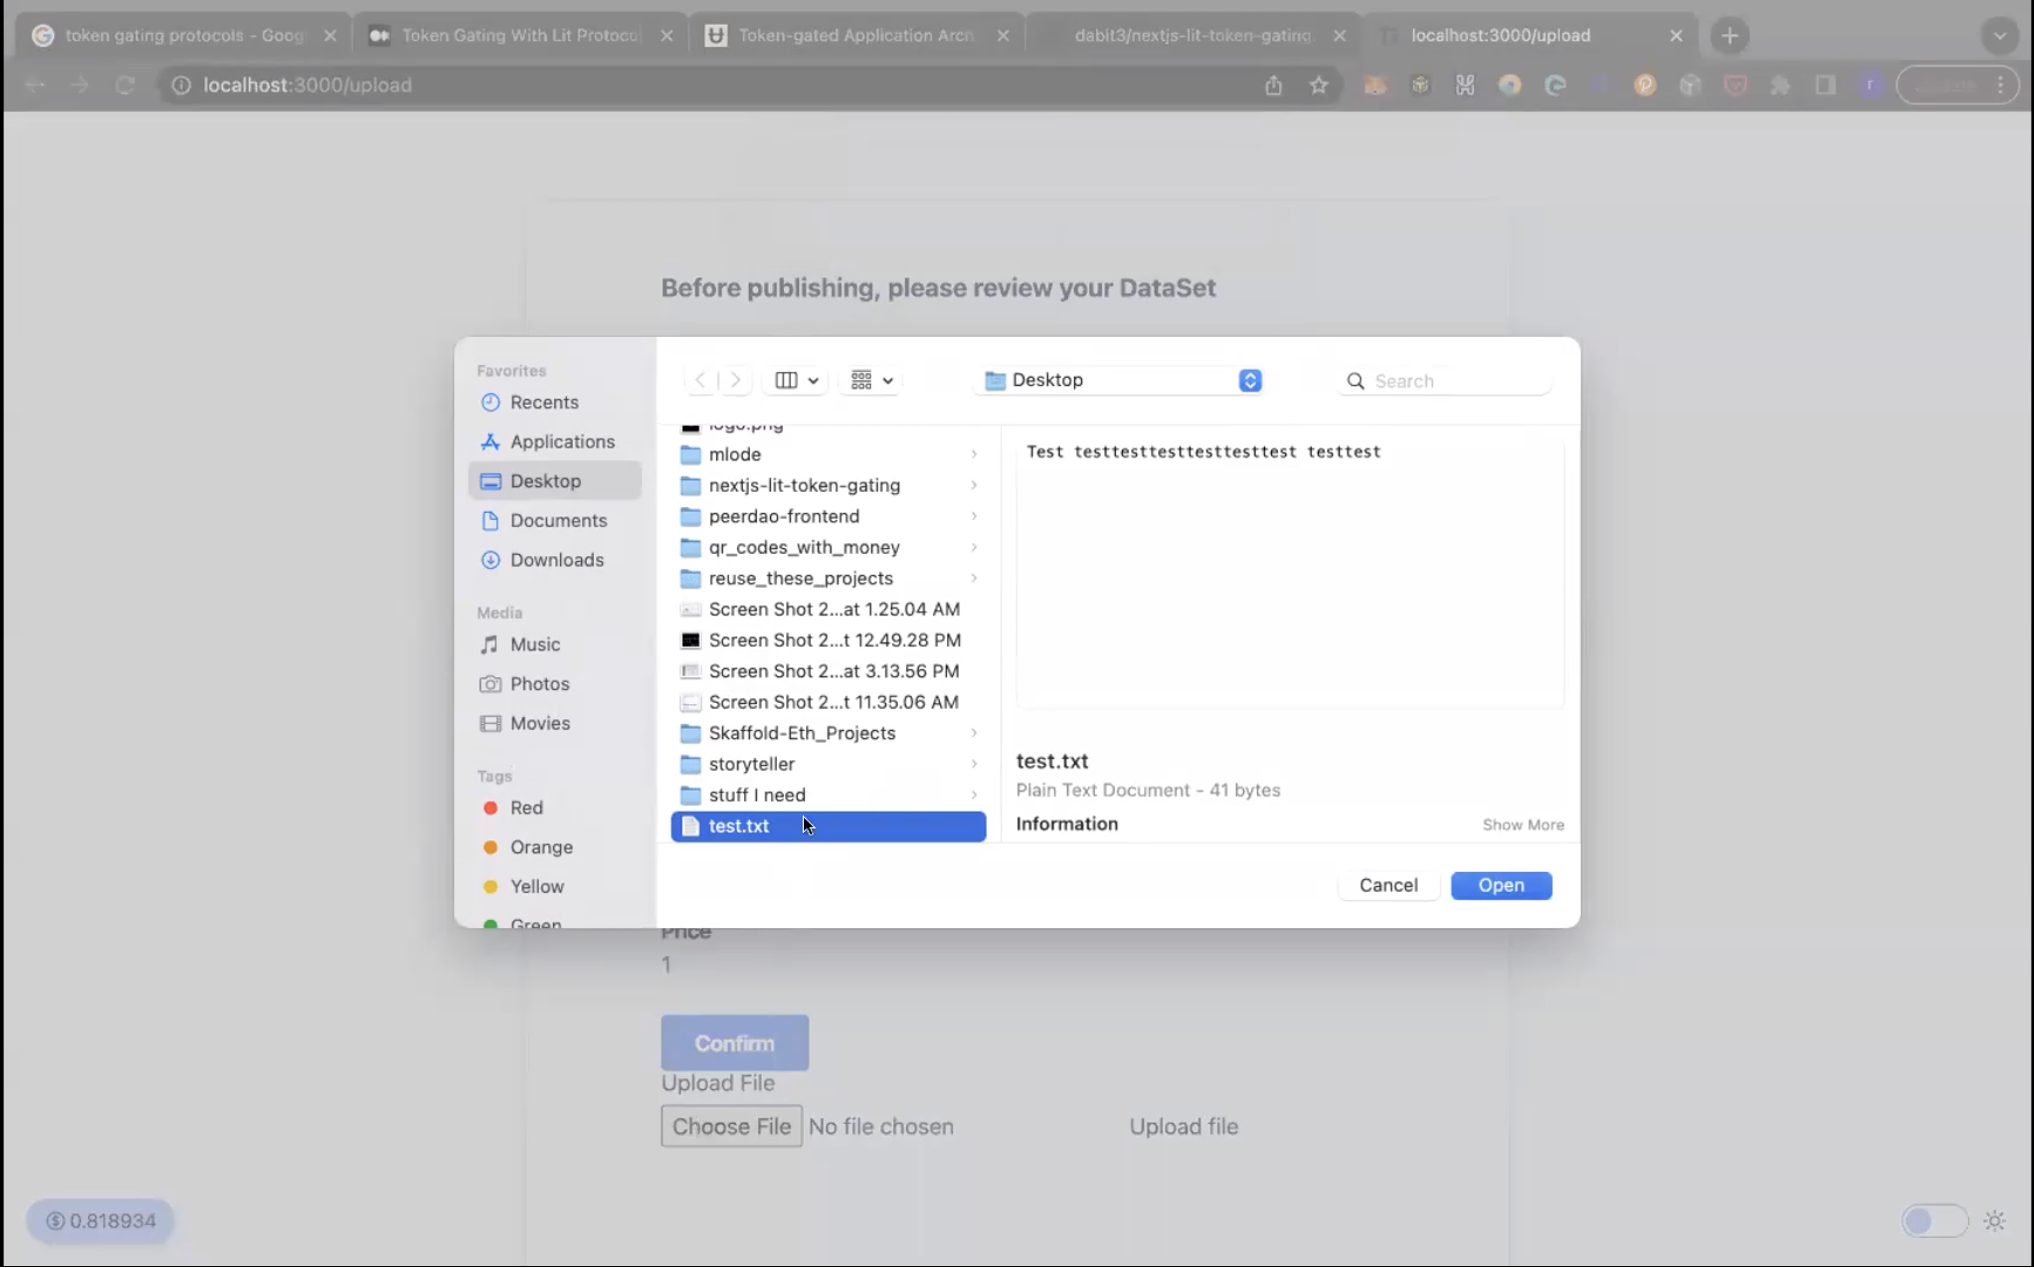 token gating protocols - Goog
Token Gating With Lit Protoco
Token-gated Application Arch
dabit3/nextjs-lit-token-gating
localhost:3000/upload
localhost:3000/upload
Before publishing, please review your DataSet
Favorites
Recents
Applications
Desktop
Documents
Downloads
Media
Music
Photos
Movies
Tags
Red
Orange
Yellow
Green
Desktop
Search
logo.png
mlode
nextjs-lit-token-gating
peerdao-frontend
qr_codes_with_money
reuse_these_projects
Screen Shot 2...at 1.25.04 AM
Screen Shot 2...t 12.49.28 PM
Screen Shot 2...at 3.13.56 PM
Screen Shot 2...t 11.35.06 AM
Skaffold-Eth_Projects
storyteller
stuff I need
test.txt
Test testtesttesttesttesttest testtest
test.txt
Plain Text Document - 41 bytes
Information
Show More
Cancel
Open
Price
1
Confirm
Upload File
Choose File No file chosen
Upload file
0.818934